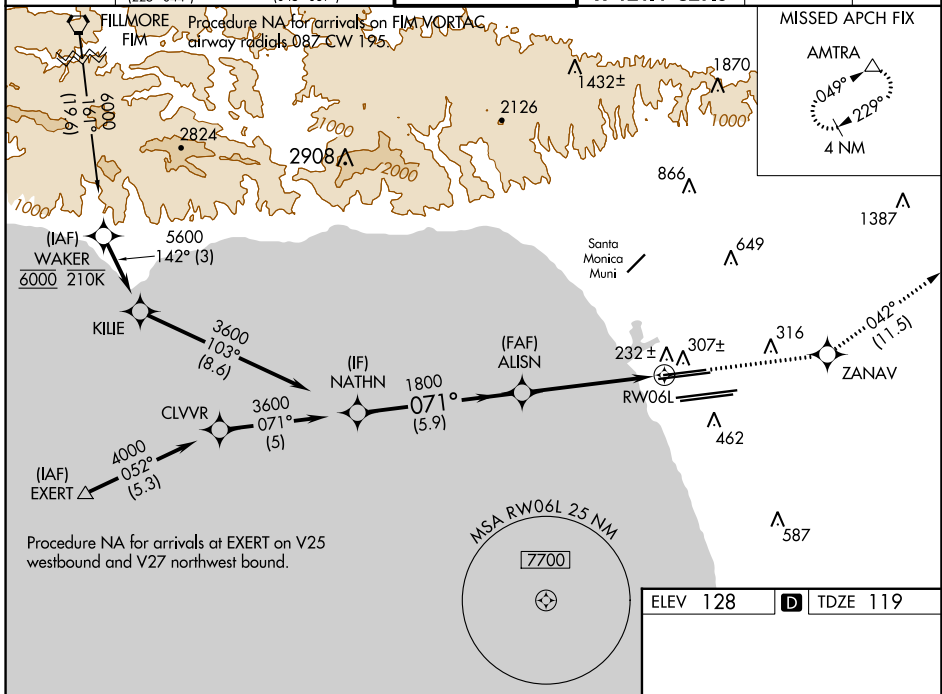 FILLMORE
FIM
Procedure NA for arrivals on FIM VORTAC
airway radials 087 CW 195.
MISSED APCH FIX
AMTRA
049°
229°
4 NM
6000
161°
(19.6)
1432±
1870
2126
1000
1000
2824
2908
2000
1000
866
1387
(IAF)
WAKER
6000 210K
5600
142° (3)
Santa
Monica
Muni
649
KILIE
3600
103°
(8.6)
(FAF)
ALISN
232±
307±
316
042°
(11.5)
ZANAV
(IF)
NATHN
1800
071°
(5.9)
RW06L
CLVVR
3600
071°
(5)
462
4000
052°
(5.3)
(IAF)
EXERT
587
Procedure NA for arrivals at EXERT on V25
westbound and V27 northwest bound.
MSA RW06L 25 NM
7700
ELEV 128 D TDZE 119